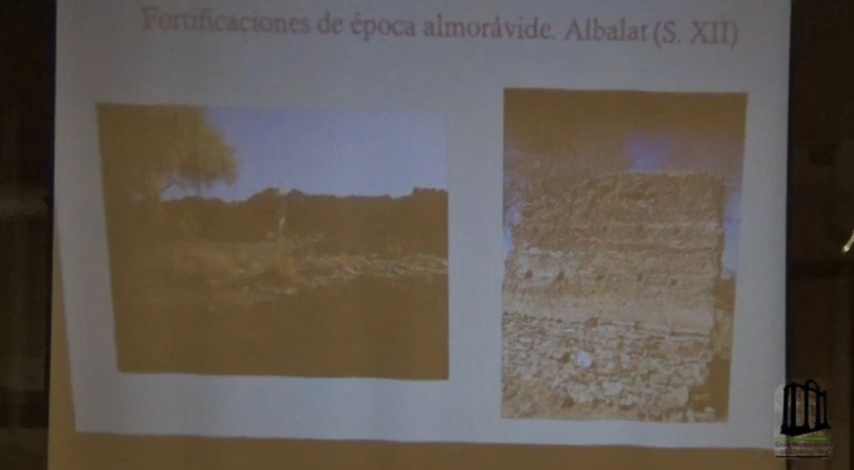 Fortificaciones de época almorávide. Albalat (S. XII)